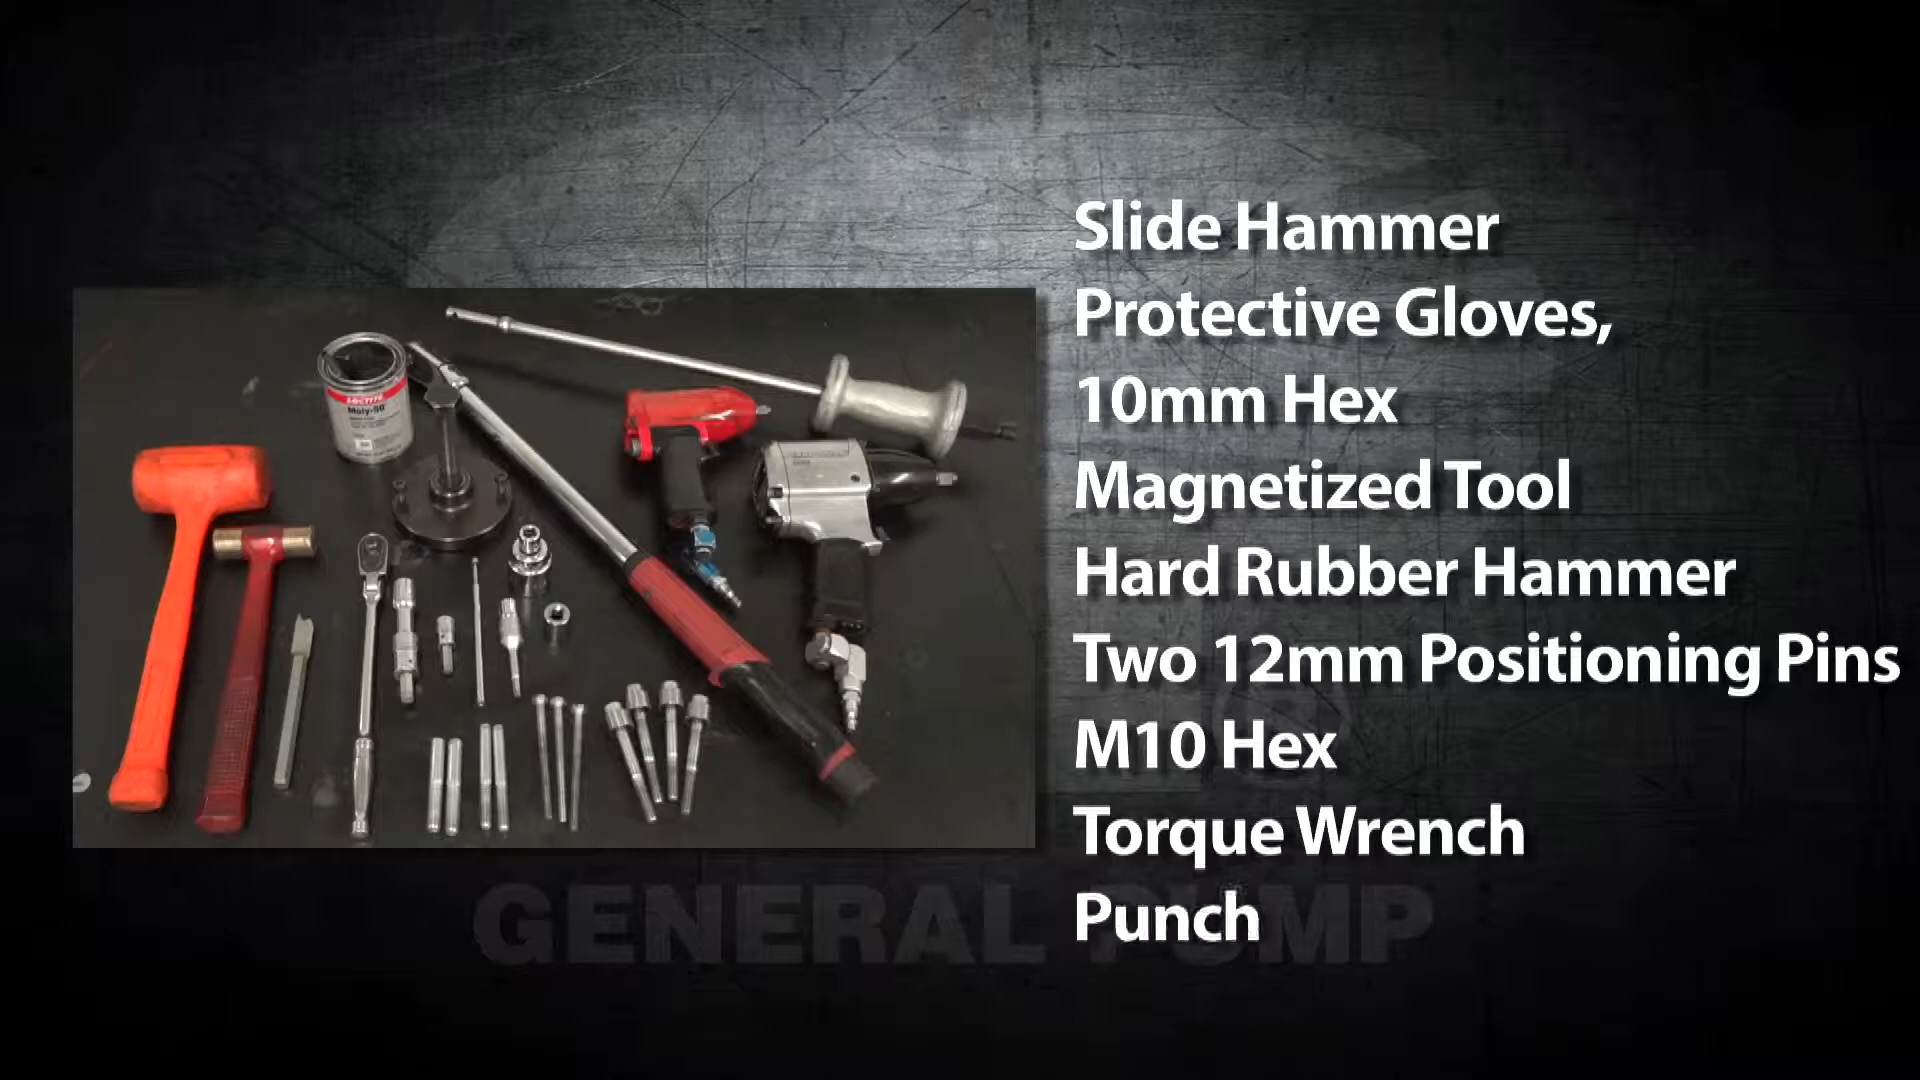 Slide Hammer
Protective Gloves,
10mm Hex
Magnetized Tool
Hard Rubber Hammer
Two 12mm Positioning Pins
M10 Hex
Torque Wrench
Punch
GENERAL PUMP
LOCTITE
Moly-50